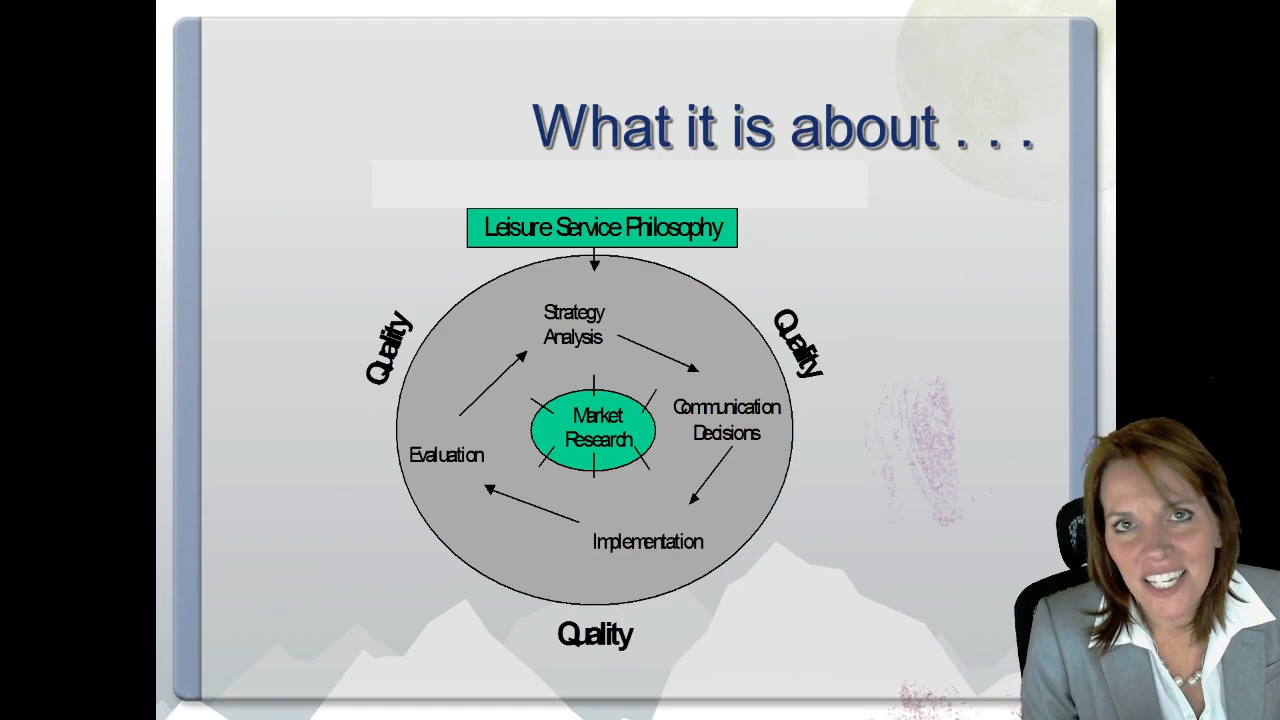 What it is about . . .
Leisure Service Philosophy
Strategy
Analysis
Quality
Quality
Market
Research
Communication
Decisions
Evaluation
Implementation
Quality